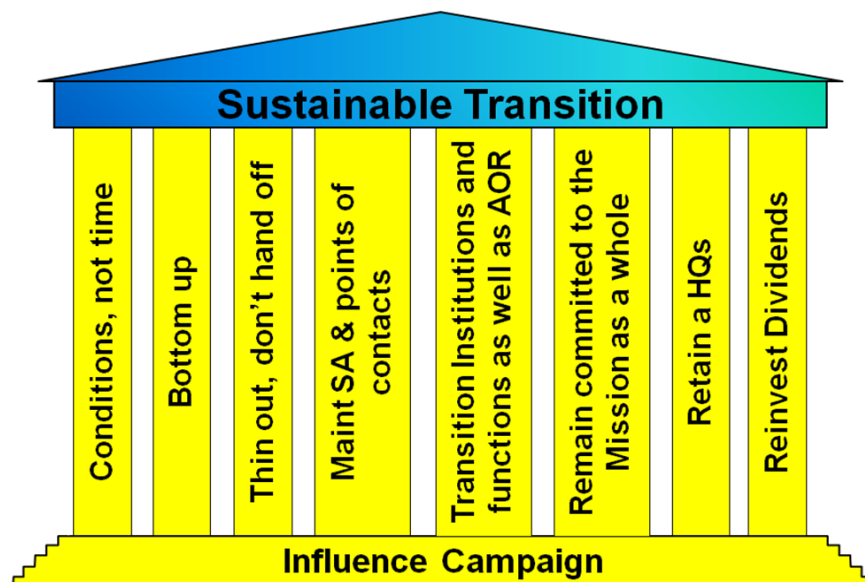 Sustainable Transition
Conditions, not time
Bottom up
Thin out, don't hand off
Maint SA & points of
contacts
Transition Institutions and
functions as well as AOR
Remain committed to the
Mission as a whole
Retain a HQs
Reinvest Dividends
Influence Campaign